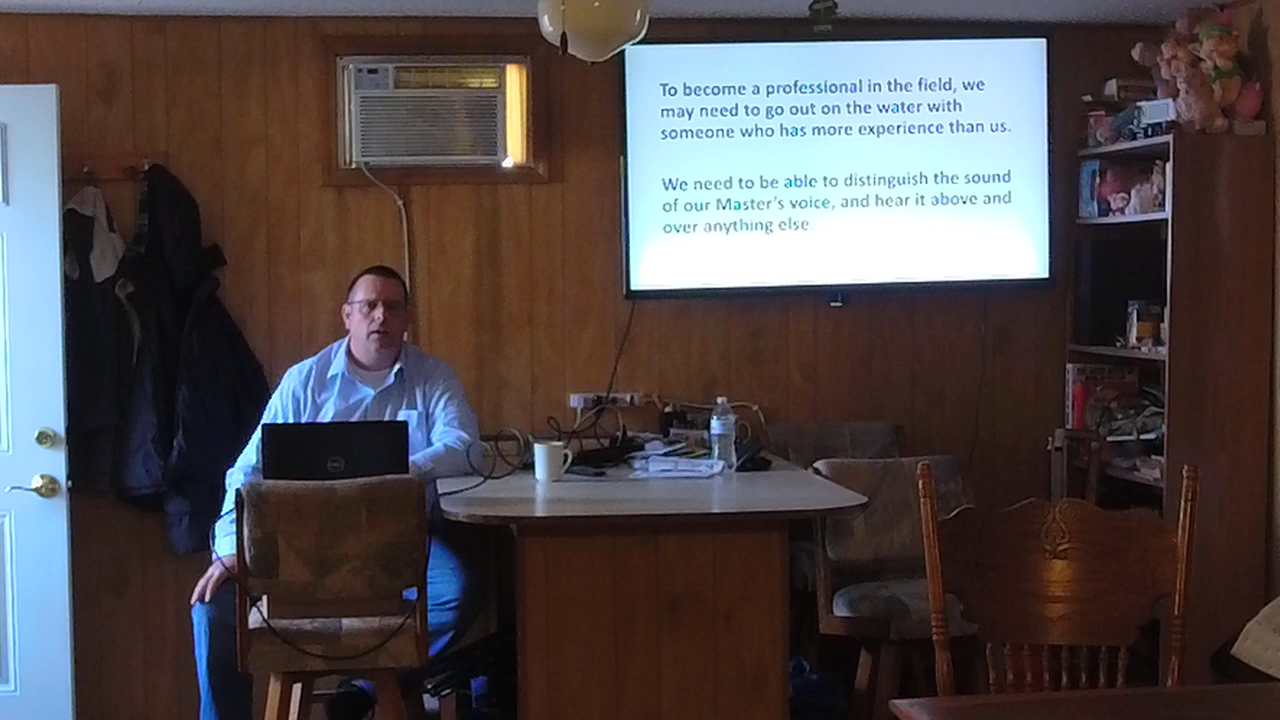 To become a professional in the field, we
may need to go out on the water with
someone who has more experience than us.
We need to be able to distinguish the sound
of our Master's voice, and hear it above and
over anything else
DELL